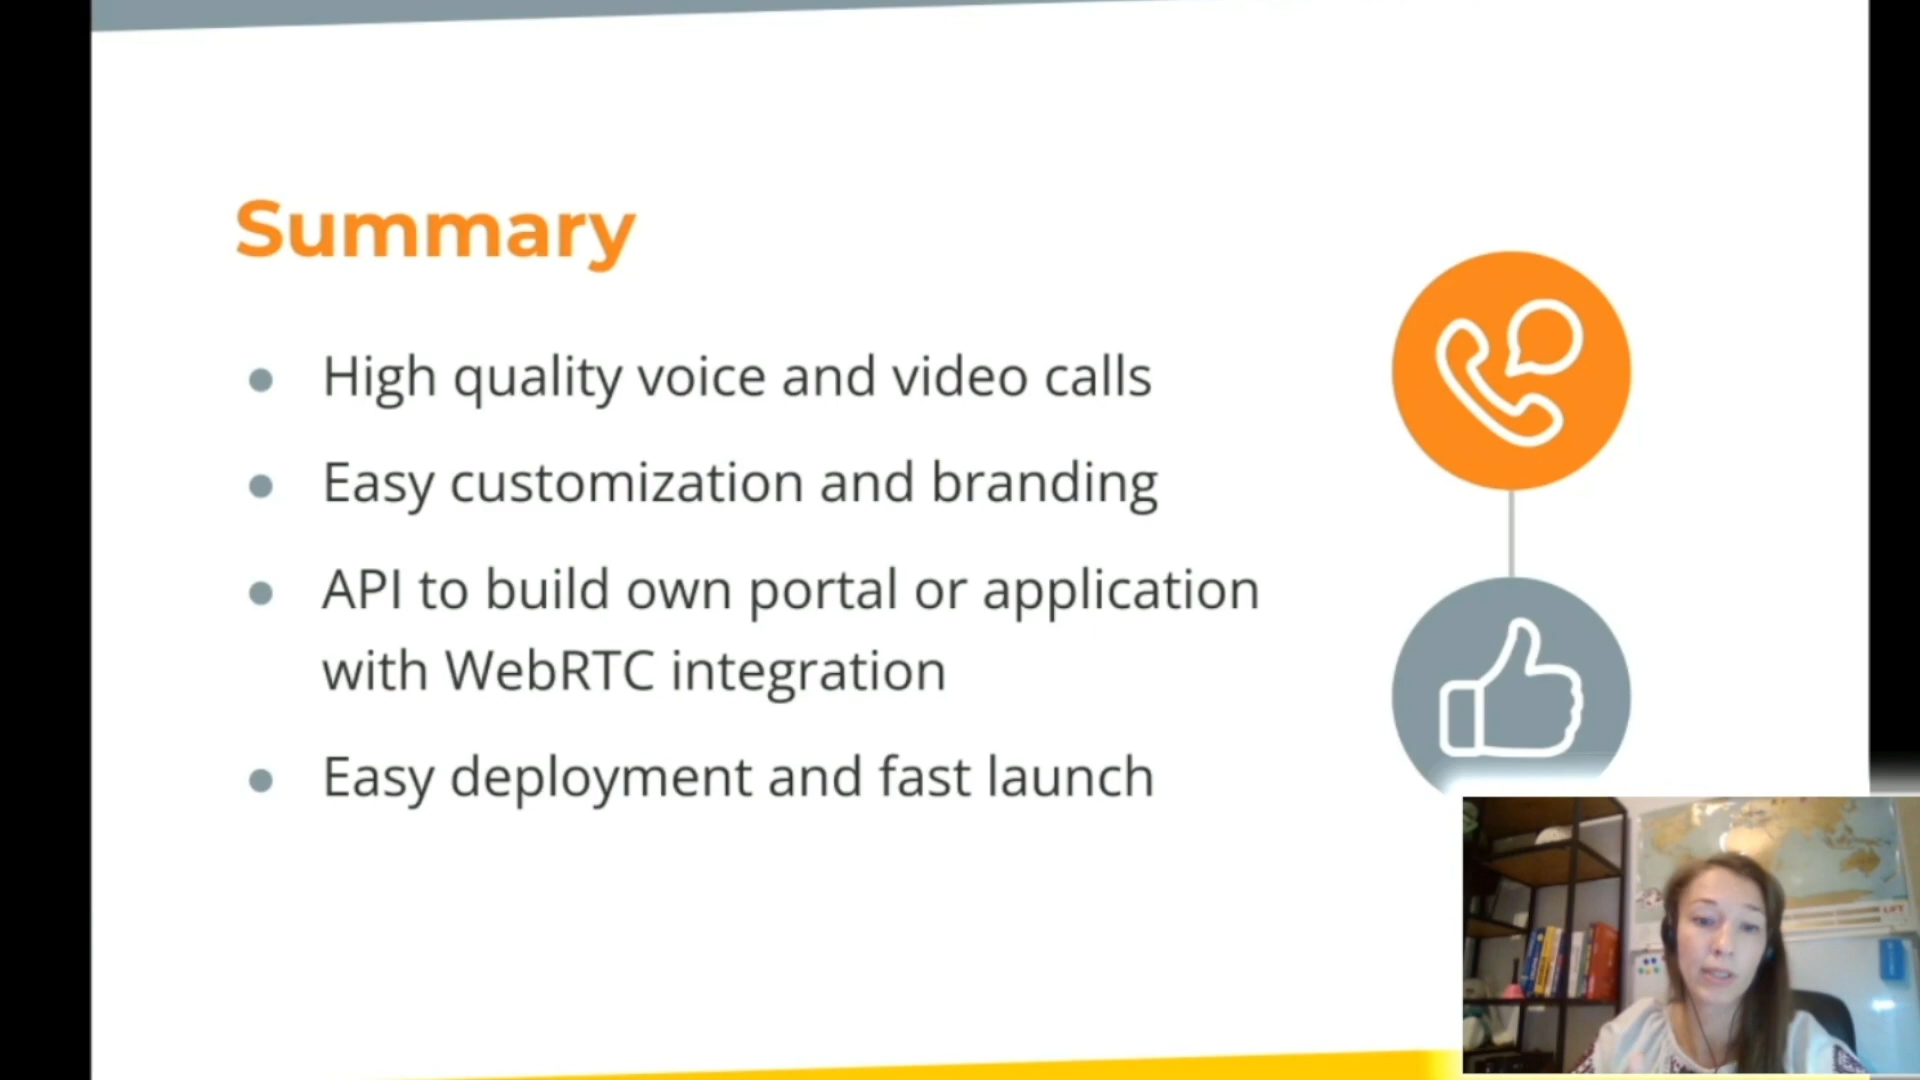 Summary
High quality voice and video calls
Easy customization and branding
API to build own portal or application
with WebRTC integration
Easy deployment and fast launch